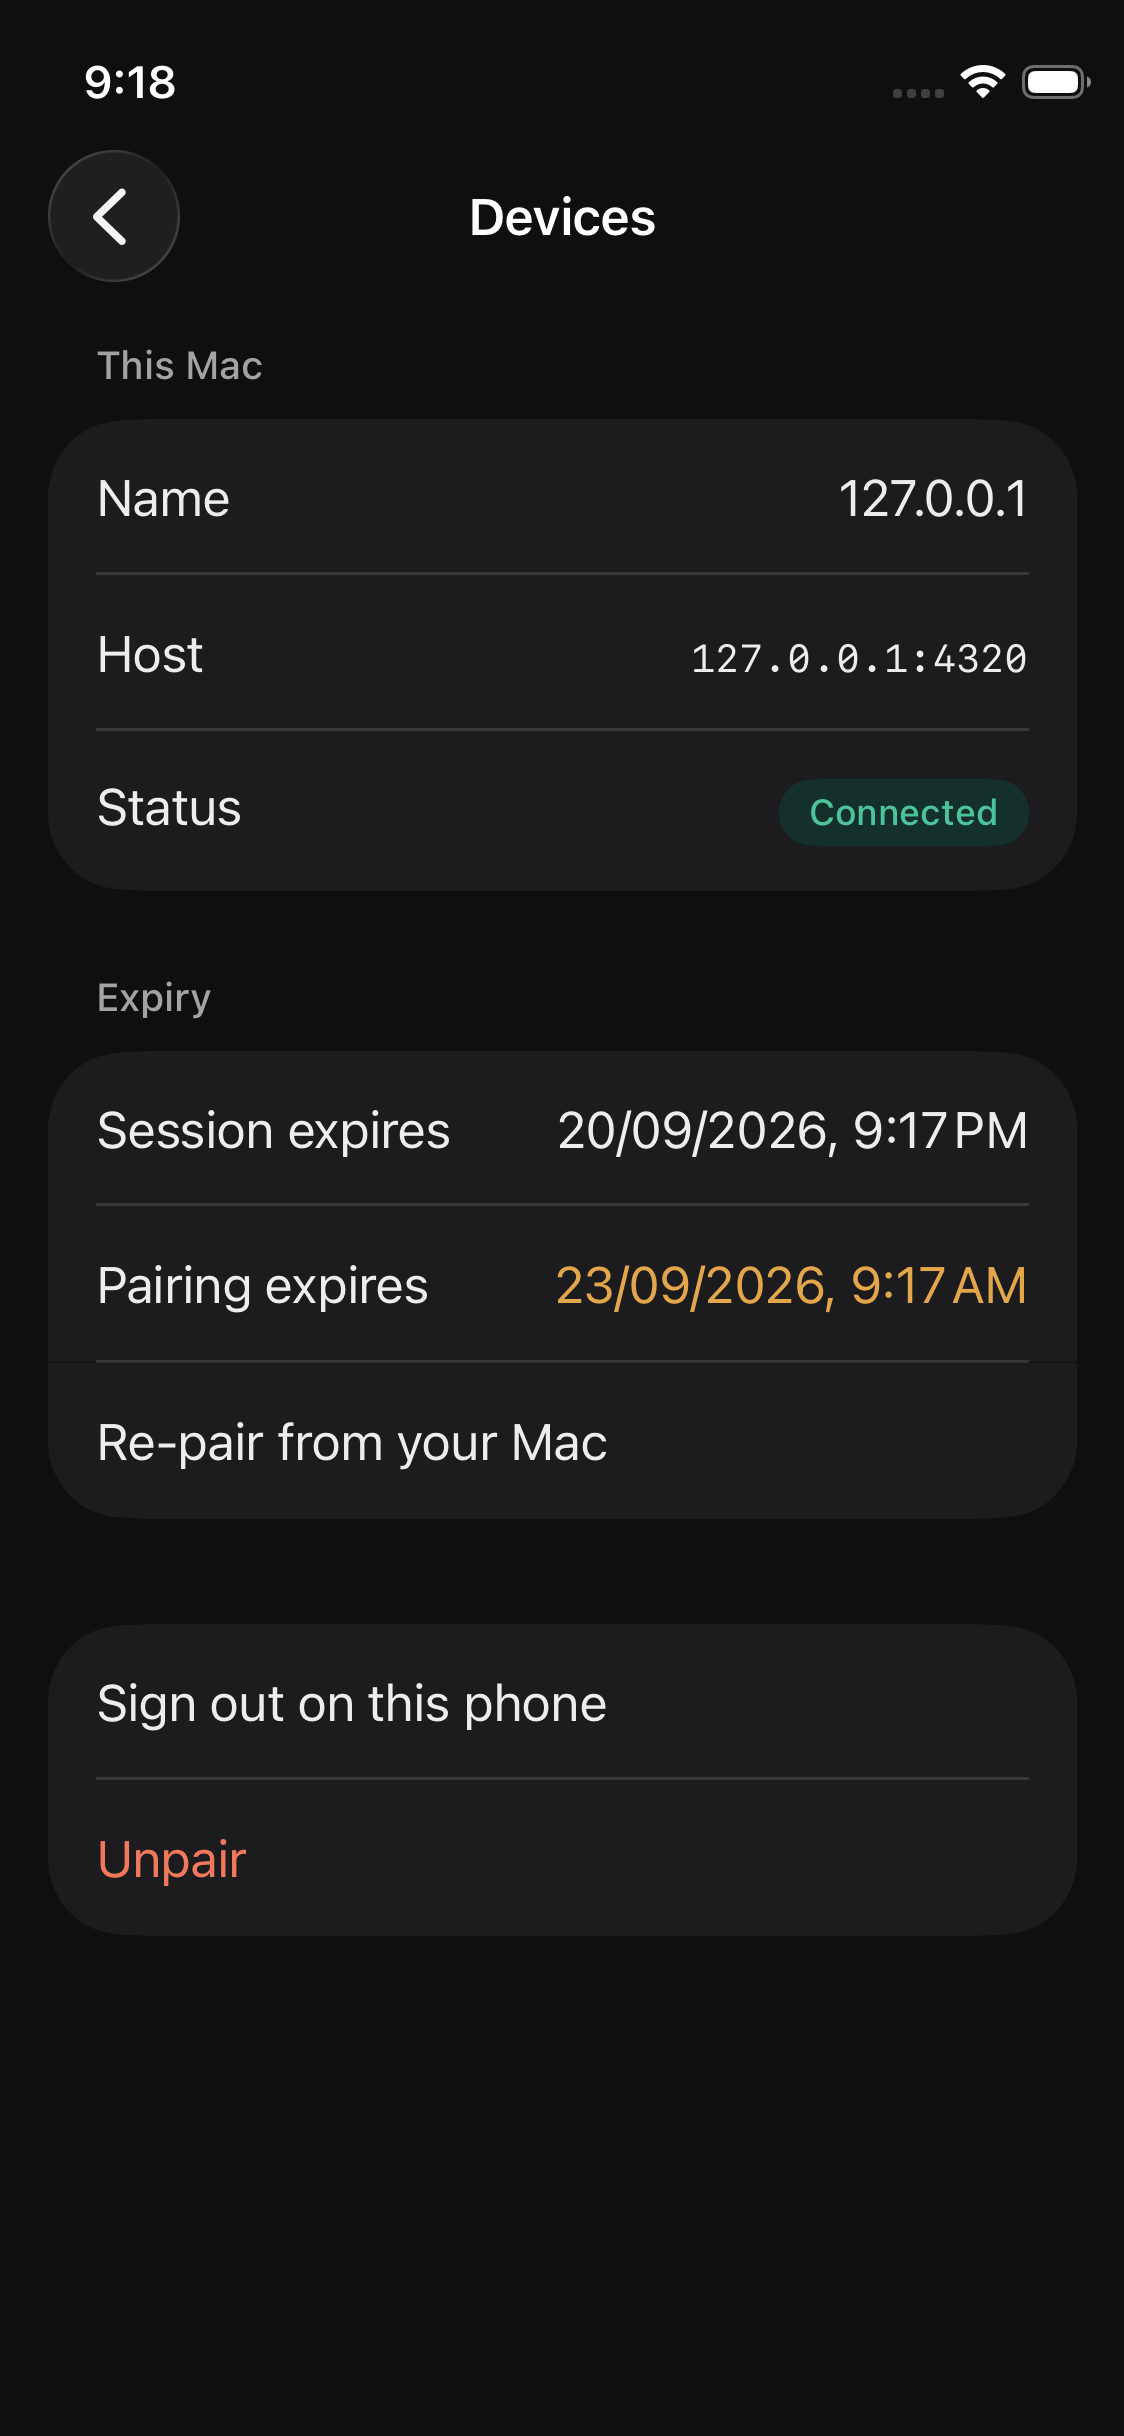 9:18
Devices
This Mac
Name 127.0.0.1
Host 127.0.0.1:4320
Status Connected
Expiry
Session expires 20/09/2026, 9:17 PM
Pairing expires 23/09/2026, 9:17 AM
Re-pair from your Mac
Sign out on this phone
Unpair